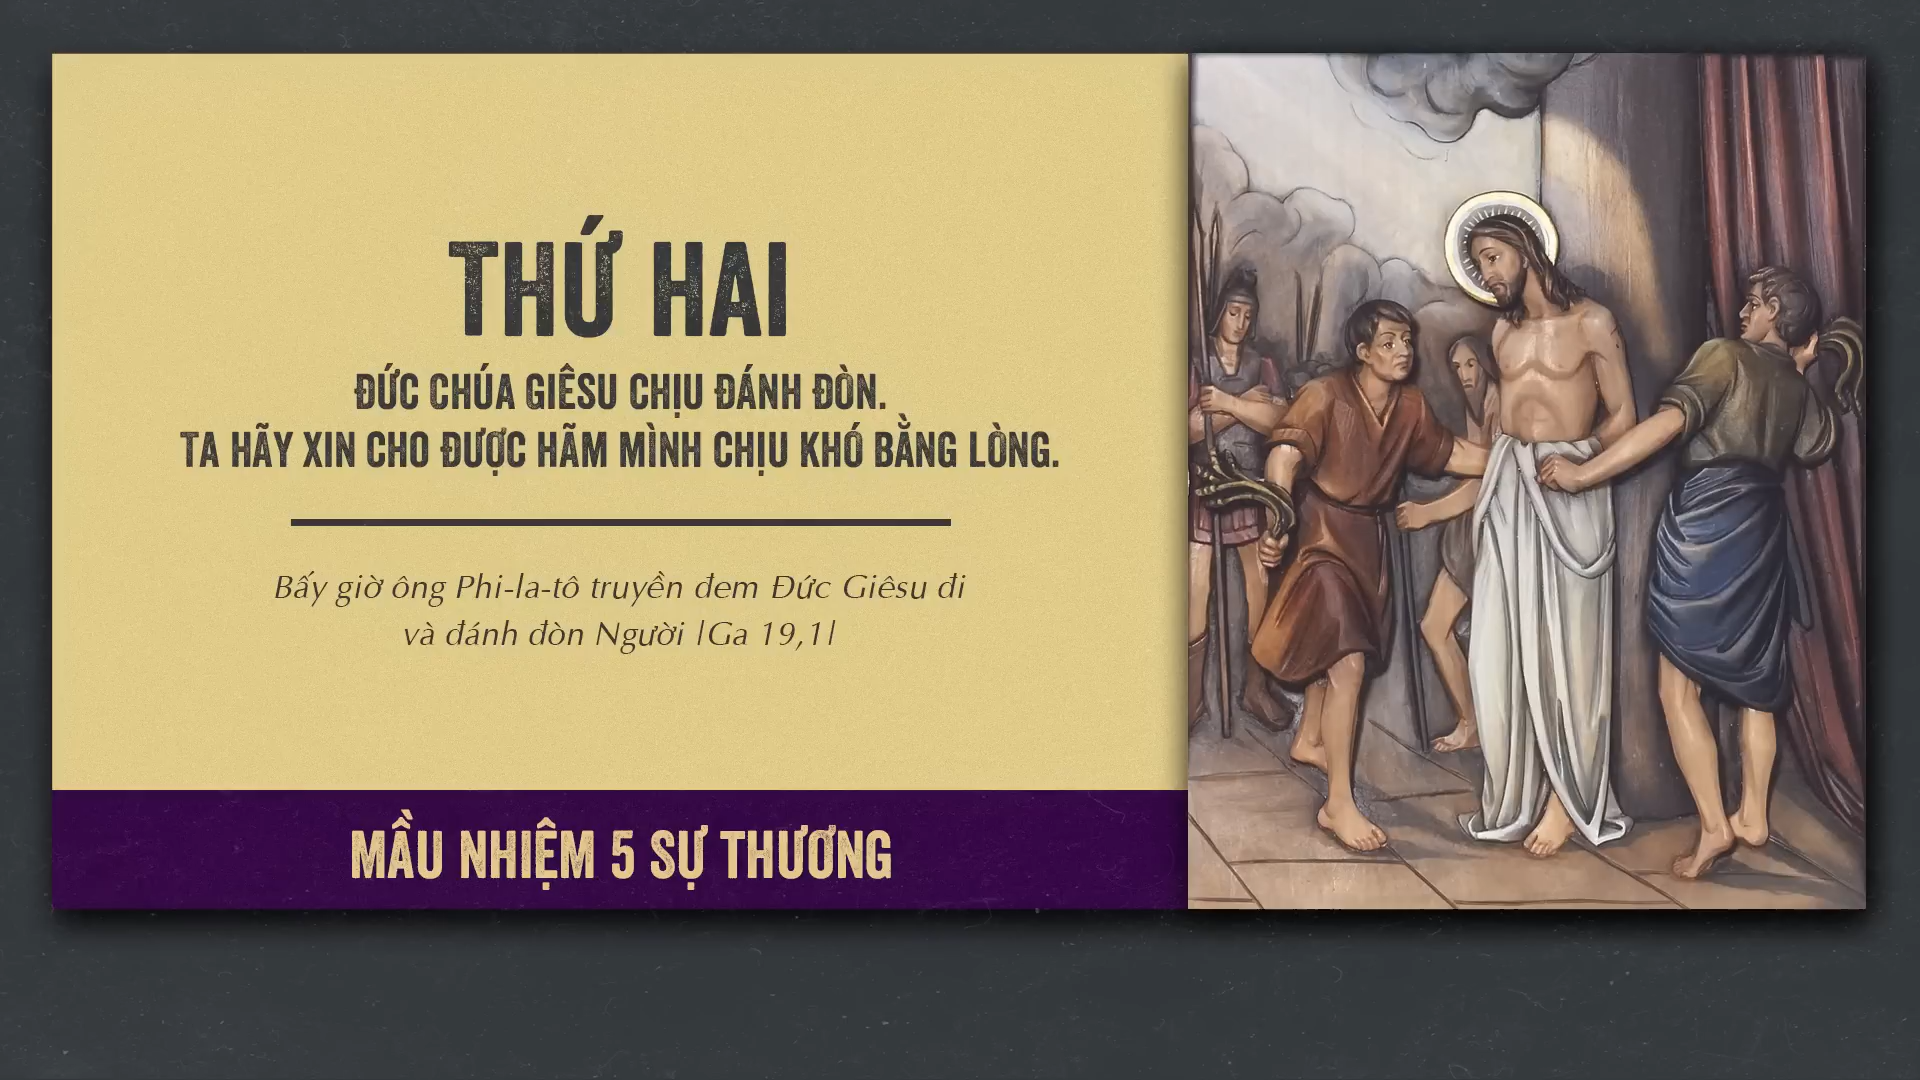 THỨ HAI
ĐỨC CHÚA GIÊSU CHỊU ĐÁNH ĐÒN.
TA HÃY XIN CHO ĐƯỢC HÃM MÌNH CHỊU KHÓ BẰNG LÒNG.
Bấy giờ ông Phi-la-tô truyền đem Đức Giêsu đi
và đánh đòn Người |Ga 19,1|
MẦU NHIỆM 5 SỰ THƯƠNG